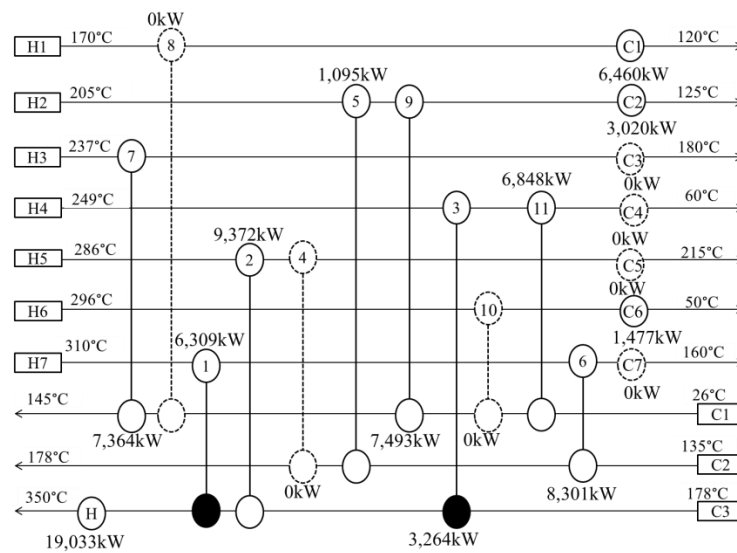 0kW
H1 170°C 8 C1 120°C
1,095kW 6,460kW
H2 205°C 5 9 C2 125°C
3,020kW
H3 237°C 7 C3 180°C
6,848kW 0kW
H4 249°C 3 11 C4 60°C
9,372kW 0kW
H5 286°C 2 4 C5 215°C
0kW
H6 296°C 10 C6 50°C
6,309kW 1,477kW
H7 310°C 1 6 C7 160°C
0kW
145°C 26°C C1
7,364kW 7,493kW 0kW
178°C 135°C C2
0kW 8,301kW
350°C H 178°C C3
19,033kW 3,264kW